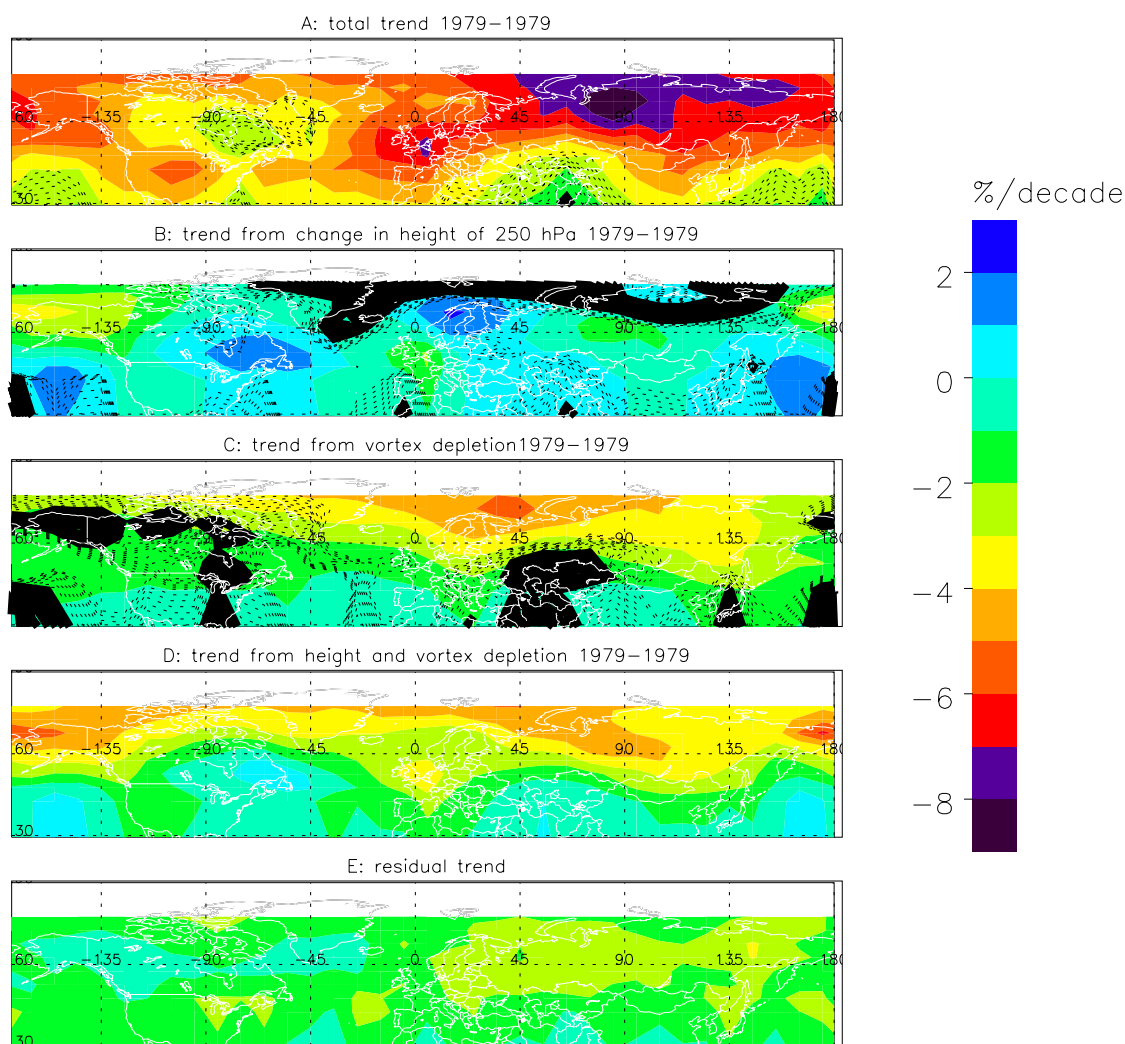 A: total trend 1979-1979
60 -135 -90 -45 0 45 90 135 180
30
B: trend from change in height of 250 hPa 1979-1979
60 -135 -90 -45 0 45 90 135 180
C: trend from vortex depletion1979-1979
60 -45 0 45 90 135 180
D: trend from height and vortex depletion 1979-1979
60 -135 -90 -45 0 45 90 135 180
30
E: residual trend
60 -135 -90 -45 0 45 90 135 180
30
%/decade
2
0
-2
-4
-6
-8